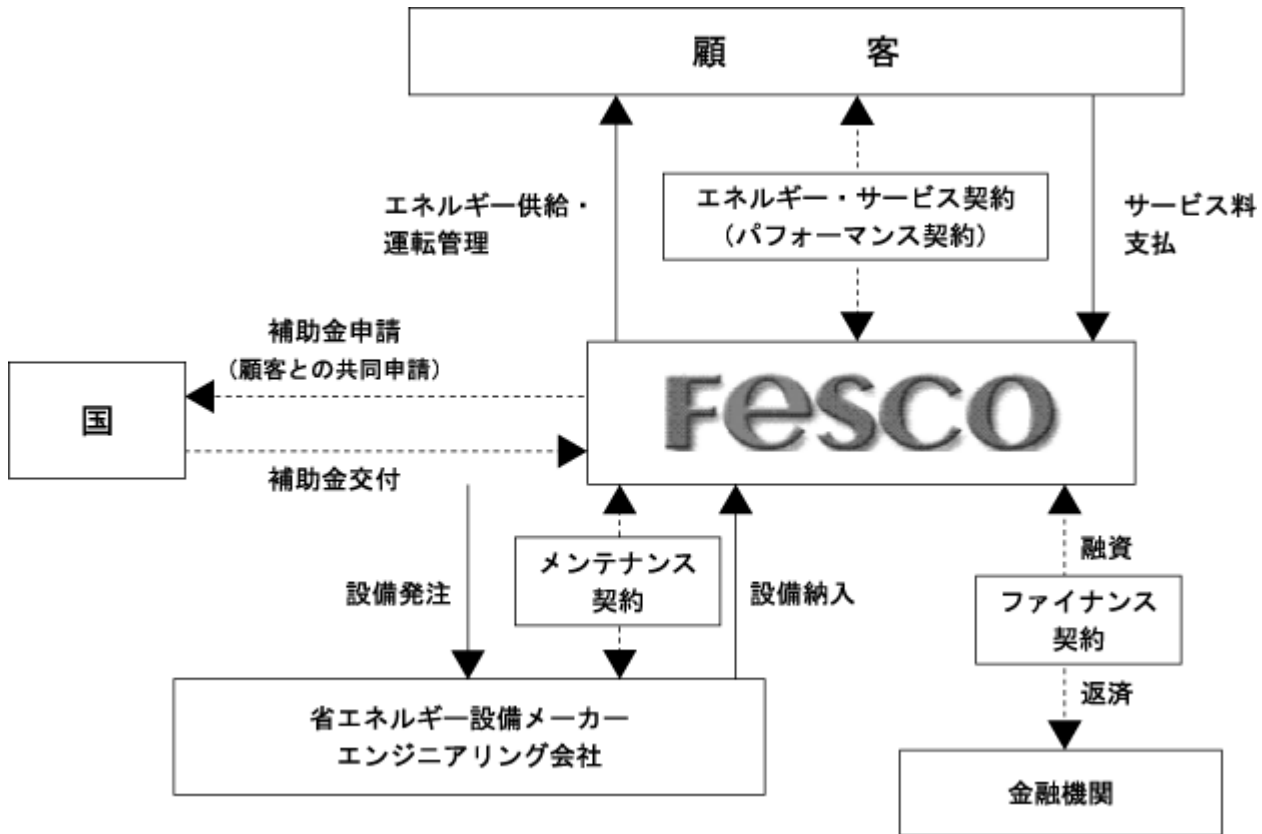 顧　客
エネルギー供給・
運転管理
エネルギー・サービス契約
（パフォーマンス契約）
サービス料
支払
補助金申請
（顧客との共同申請）
国
FESCO
補助金交付
設備発注
メンテナンス
契約
設備納入
融資
ファイナンス
契約
返済
省エネルギー設備メーカー
エンジニアリング会社
金融機関